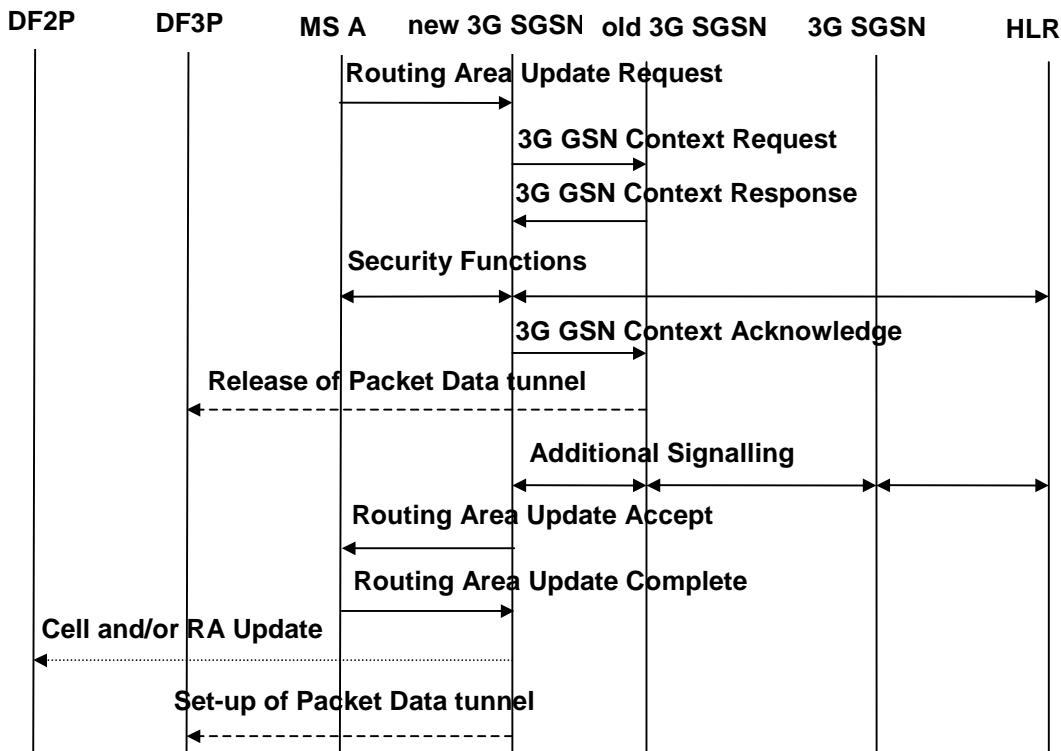 DF2P DF3P MS A new 3G SGSN old 3G SGSN 3G SGSN HLR
Routing Area Update Request
3G GSN Context Request
3G GSN Context Response
Security Functions
3G GSN Context Acknowledge
Release of Packet Data tunnel
Additional Signalling
Routing Area Update Accept
Routing Area Update Complete
Cell and/or RA Update
Set-up of Packet Data tunnel